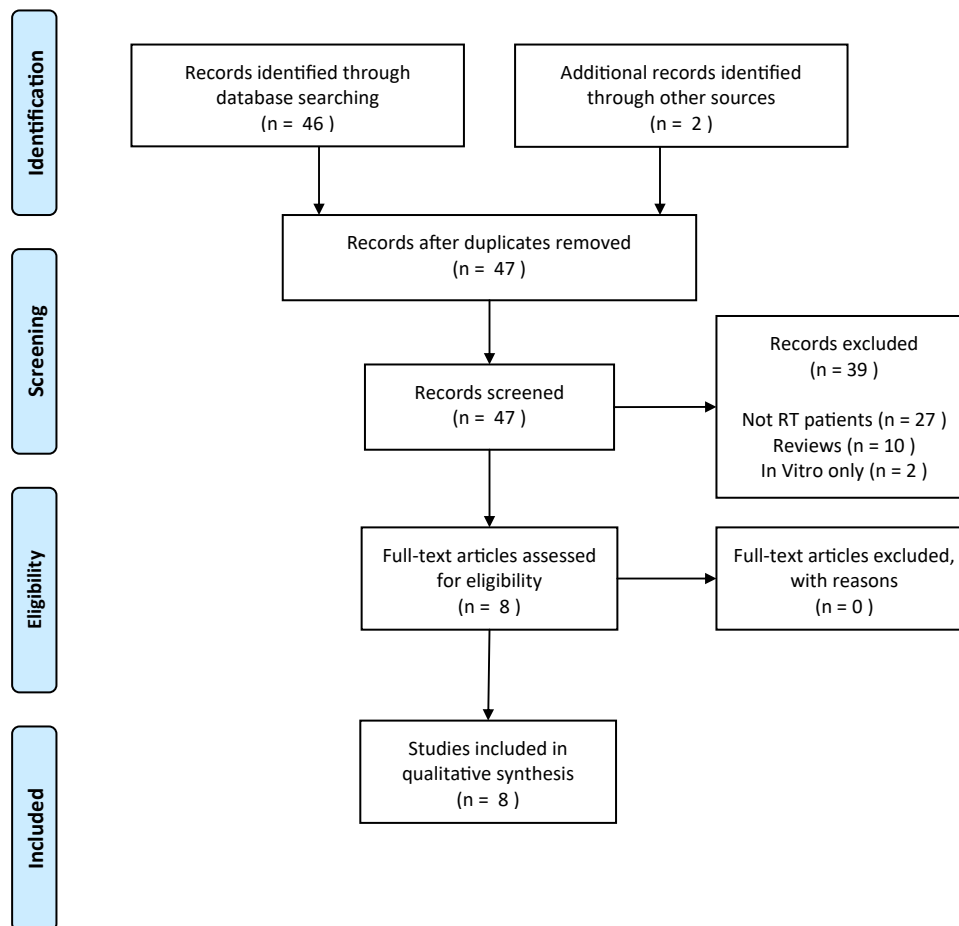 Identification
Records identified through
database searching
(n = 46 )
Additional records identified
through other sources
(n = 2 )
Records after duplicates removed
(n = 47 )
Screening
Records screened
(n = 47 )
Records excluded
(n = 39 )
Not RT patients (n = 27 )
Reviews (n = 10 )
In Vitro only (n = 2 )
Eligibility
Full-text articles assessed
for eligibility
(n = 8 )
Full-text articles excluded,
with reasons
(n = 0 )
Included
Studies included in
qualitative synthesis
(n = 8 )